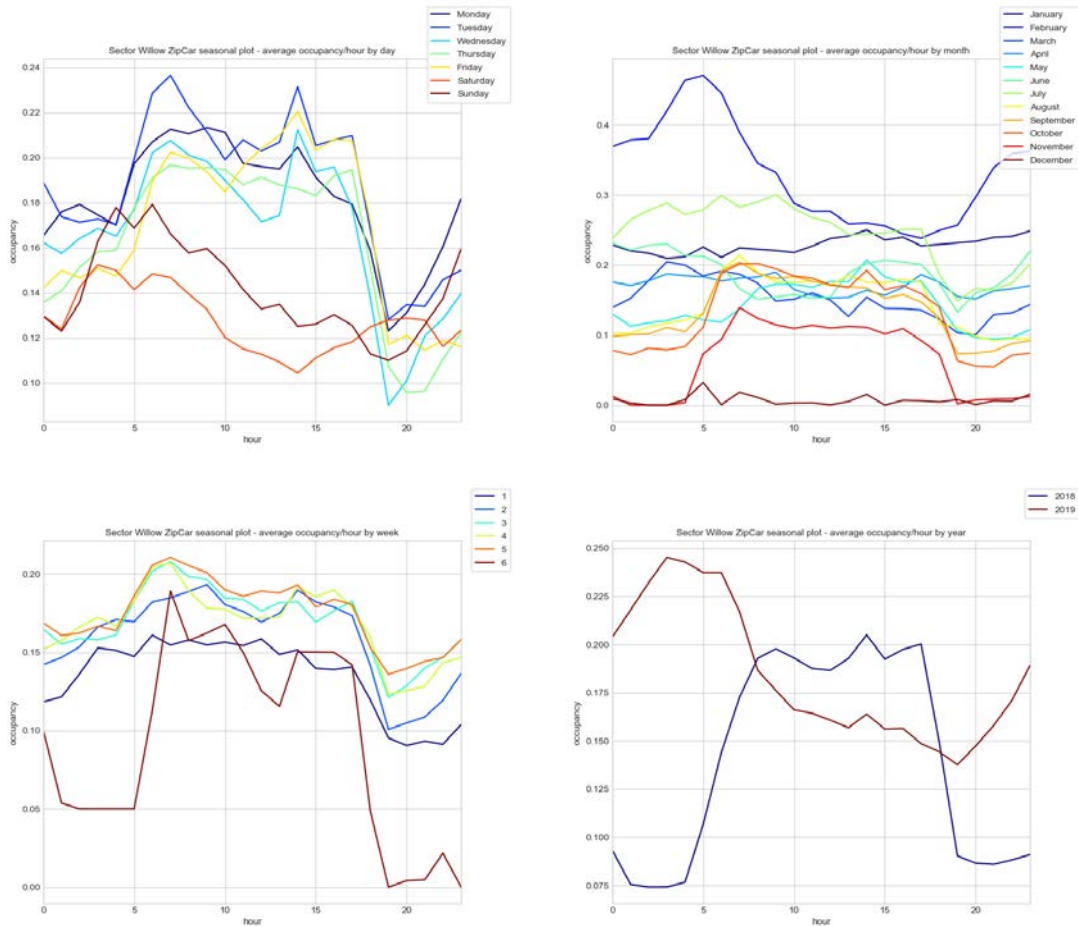 Monday
Tuesday
Wednesday
Thursday
Friday
Saturday
Sunday
Sector Willow ZipCar seasonal plot - average occupancy/hour by day
0.24
0.22
0.20
0.18
0.16
0.14
0.12
0.10
occupancy
0 5 10 15 20
hour
January
February
March
April
May
June
July
August
September
October
November
December
Sector Willow ZipCar seasonal plot - average occupancy/hour by month
0.4
0.3
0.2
0.1
0.0
occupancy
0 5 10 15 20
hour
1
2
3
4
5
6
Sector Willow ZipCar seasonal plot - average occupancy/hour by week
0.20
0.15
0.10
0.05
0.00
occupancy
0 5 10 15 20
hour
2018
2019
Sector Willow ZipCar seasonal plot - average occupancy/hour by year
0.250
0.225
0.200
0.175
0.150
0.125
0.100
0.075
occupancy
0 5 10 15 20
hour